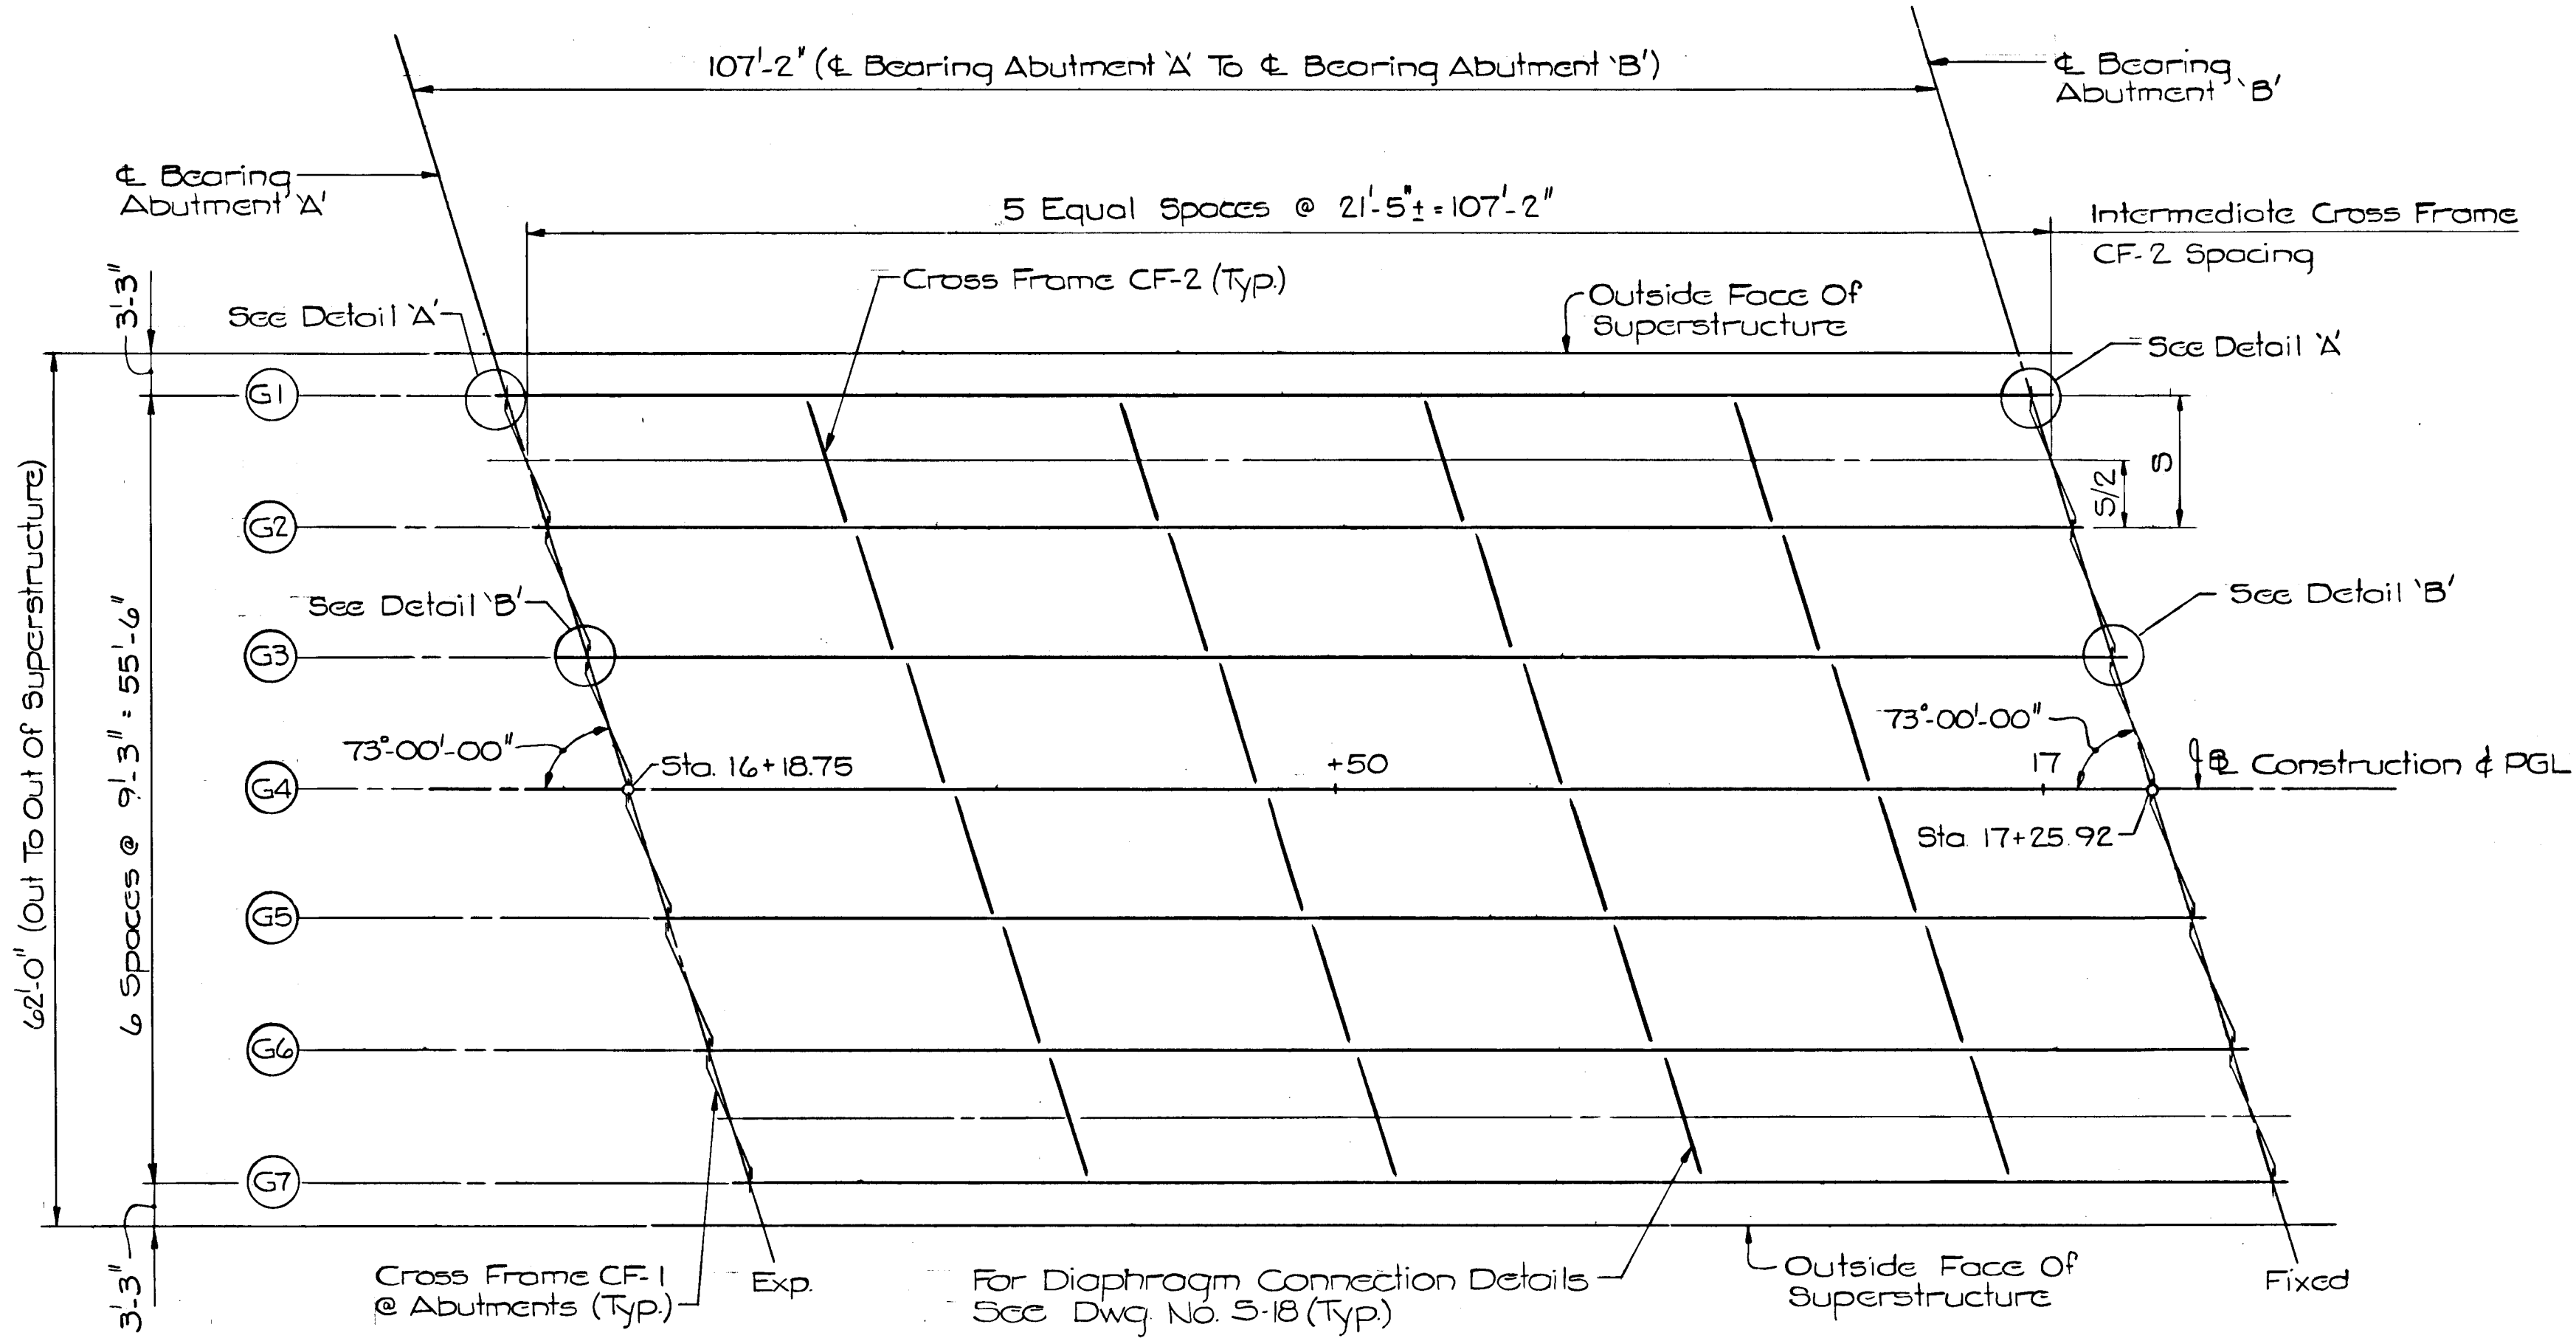 107'-2" (℄ Bearing Abutment 'A' To ℄ Bearing Abutment 'B')
℄ Bearing
Abutment 'B'
℄ Bearing
Abutment 'A'
5 Equal Spaces @ 21'-5"± = 107'-2"
Intermediate Cross Frame
CF-2 Spacing
3'-3"
See Detail 'A'
Cross Frame CF-2 (Typ.)
Outside Face Of
Superstructure
See Detail 'A'
G1
S
S/2
G2
62'-0" (Out To Out Of Superstructure)
6 Spaces @ 9'-3" = 55'-6"
See Detail 'B'
See Detail 'B'
G3
73°-00'-00"
73°-00'-00"
Sta. 16+18.75
+50
17
℄ Construction & PGL
G4
Sta. 17+25.92
G5
G6
G7
3'-3"
Cross Frame CF-1
@ Abutments (Typ.)
Exp.
For Diaphragm Connection Details
See Dwg. No. S-18 (Typ.)
Outside Face Of
Superstructure
Fixed